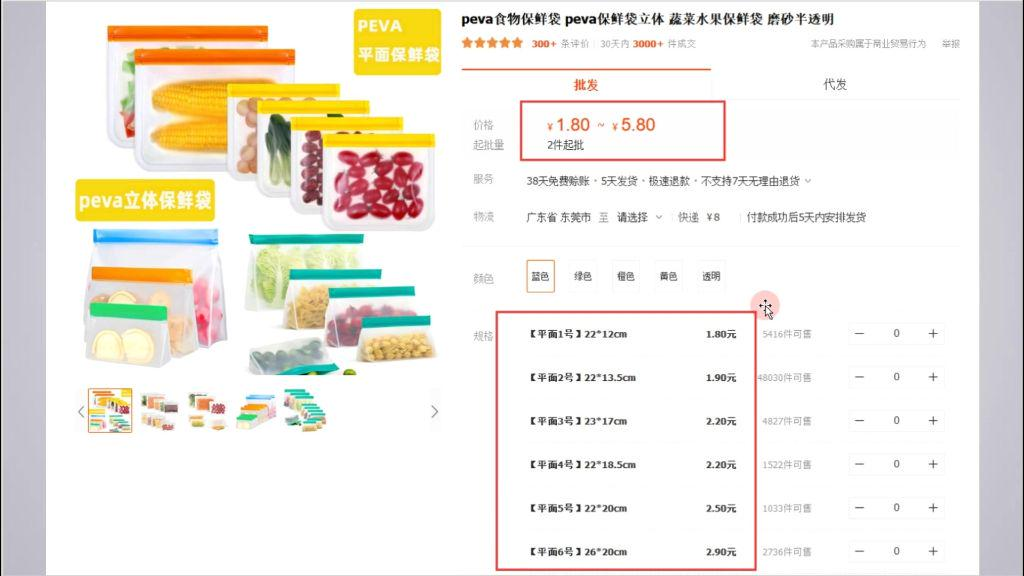 PEVA
平面保鲜袋
peva立体保鲜袋
peva食物保鲜袋 peva保鲜袋立体 蔬菜水果保鲜袋 磨砂半透明
300+ 条评价 30天内 3000+ 件成交 本产品采购属于商业贸易行为 举报
批发 代发
价格 ¥1.80 ~ ¥5.80
起批量 2件起批
服务 38天免费赊账·5天发货·极速退款·不支持7天无理由退货
物流 广东省 东莞市 至 请选择 快递 ¥8 付款成功后5天内安排发货
颜色 蓝色 绿色 橙色 黄色 透明
规格 【平面1号】22*12cm 1.80元 5416件可售 − 0 +
【平面2号】22*13.5cm 1.90元 48030件可售 − 0 +
【平面3号】23*17cm 2.20元 4827件可售 − 0 +
【平面4号】22*18.5cm 2.20元 1522件可售 − 0 +
【平面5号】22*20cm 2.50元 1033件可售 − 0 +
【平面6号】26*20cm 2.90元 2736件可售 − 0 +